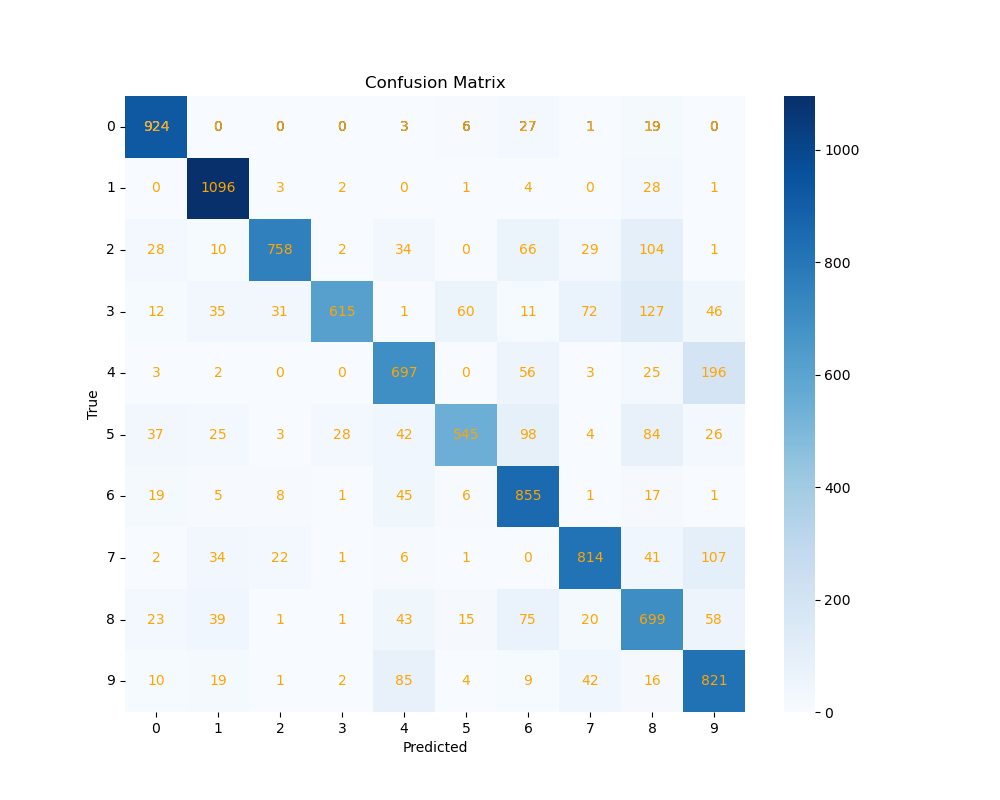 Confusion Matrix
0 924 0 0 0 3 6 27 1 19 0
1 0 1096 3 2 0 1 4 0 28 1
2 28 10 758 2 34 0 66 29 104 1
3 12 35 31 615 1 60 11 72 127 46
4 3 2 0 0 697 0 56 3 25 196
5 37 25 3 28 42 545 98 4 84 26
6 19 5 8 1 45 6 855 1 17 1
7 2 34 22 1 6 1 0 814 41 107
8 23 39 1 1 43 15 75 20 699 58
9 10 19 1 2 85 4 9 42 16 821
0 1 2 3 4 5 6 7 8 9
Predicted
True
1000
800
600
400
200
0